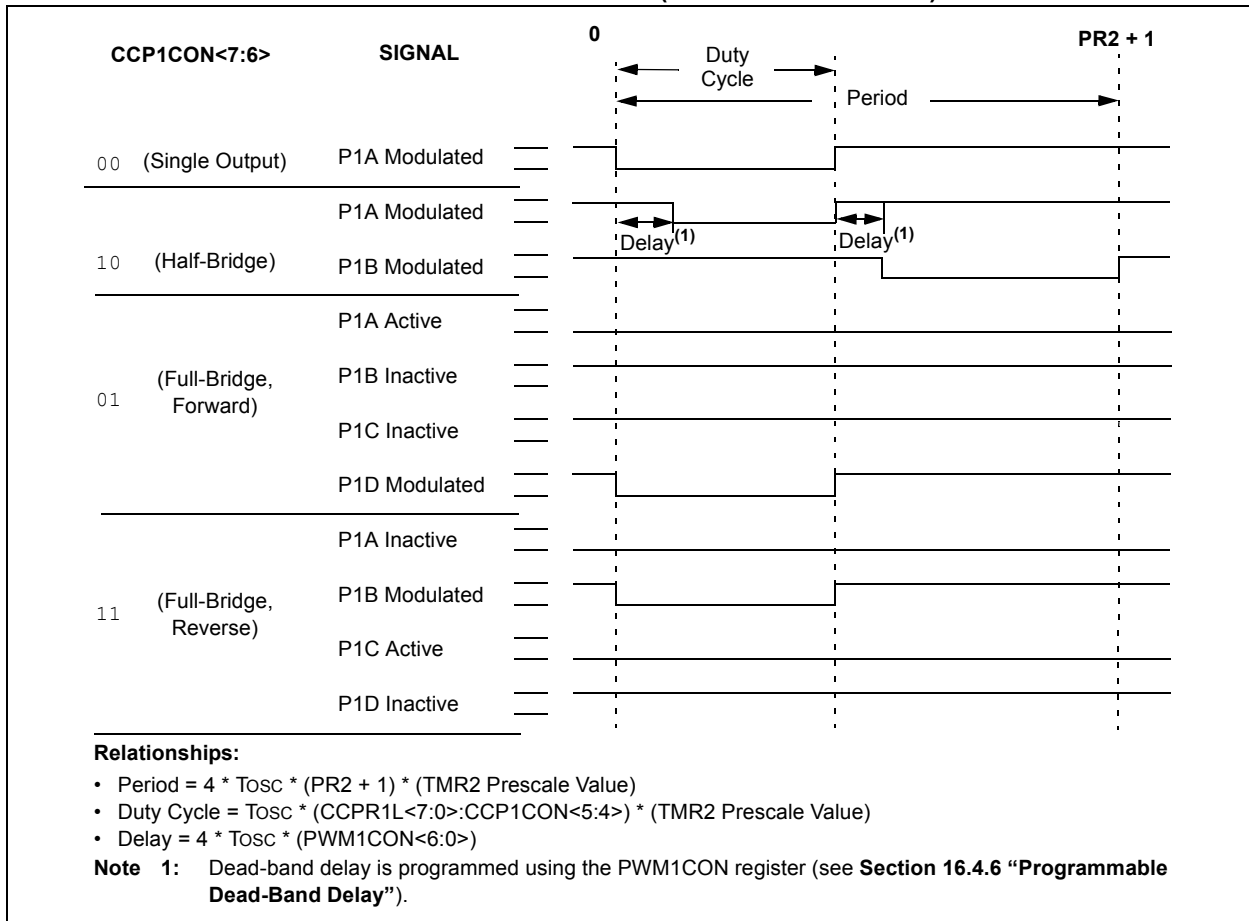 0
PR2 + 1
CCP1CON<7:6>
SIGNAL
Duty
Cycle
Period
00 (Single Output)
P1A Modulated
P1A Modulated
Delay(1)
Delay(1)
10 (Half-Bridge)
P1B Modulated
P1A Active
01 (Full-Bridge,
Forward)
P1B Inactive
P1C Inactive
P1D Modulated
P1A Inactive
11 (Full-Bridge,
Reverse)
P1B Modulated
P1C Active
P1D Inactive
Relationships:
• Period = 4 * TOSC * (PR2 + 1) * (TMR2 Prescale Value)
• Duty Cycle = TOSC * (CCPR1L<7:0>:CCP1CON<5:4>) * (TMR2 Prescale Value)
• Delay = 4 * TOSC * (PWM1CON<6:0>)
Note 1: Dead-band delay is programmed using the PWM1CON register (see Section 16.4.6 “Programmable
Dead-Band Delay”).